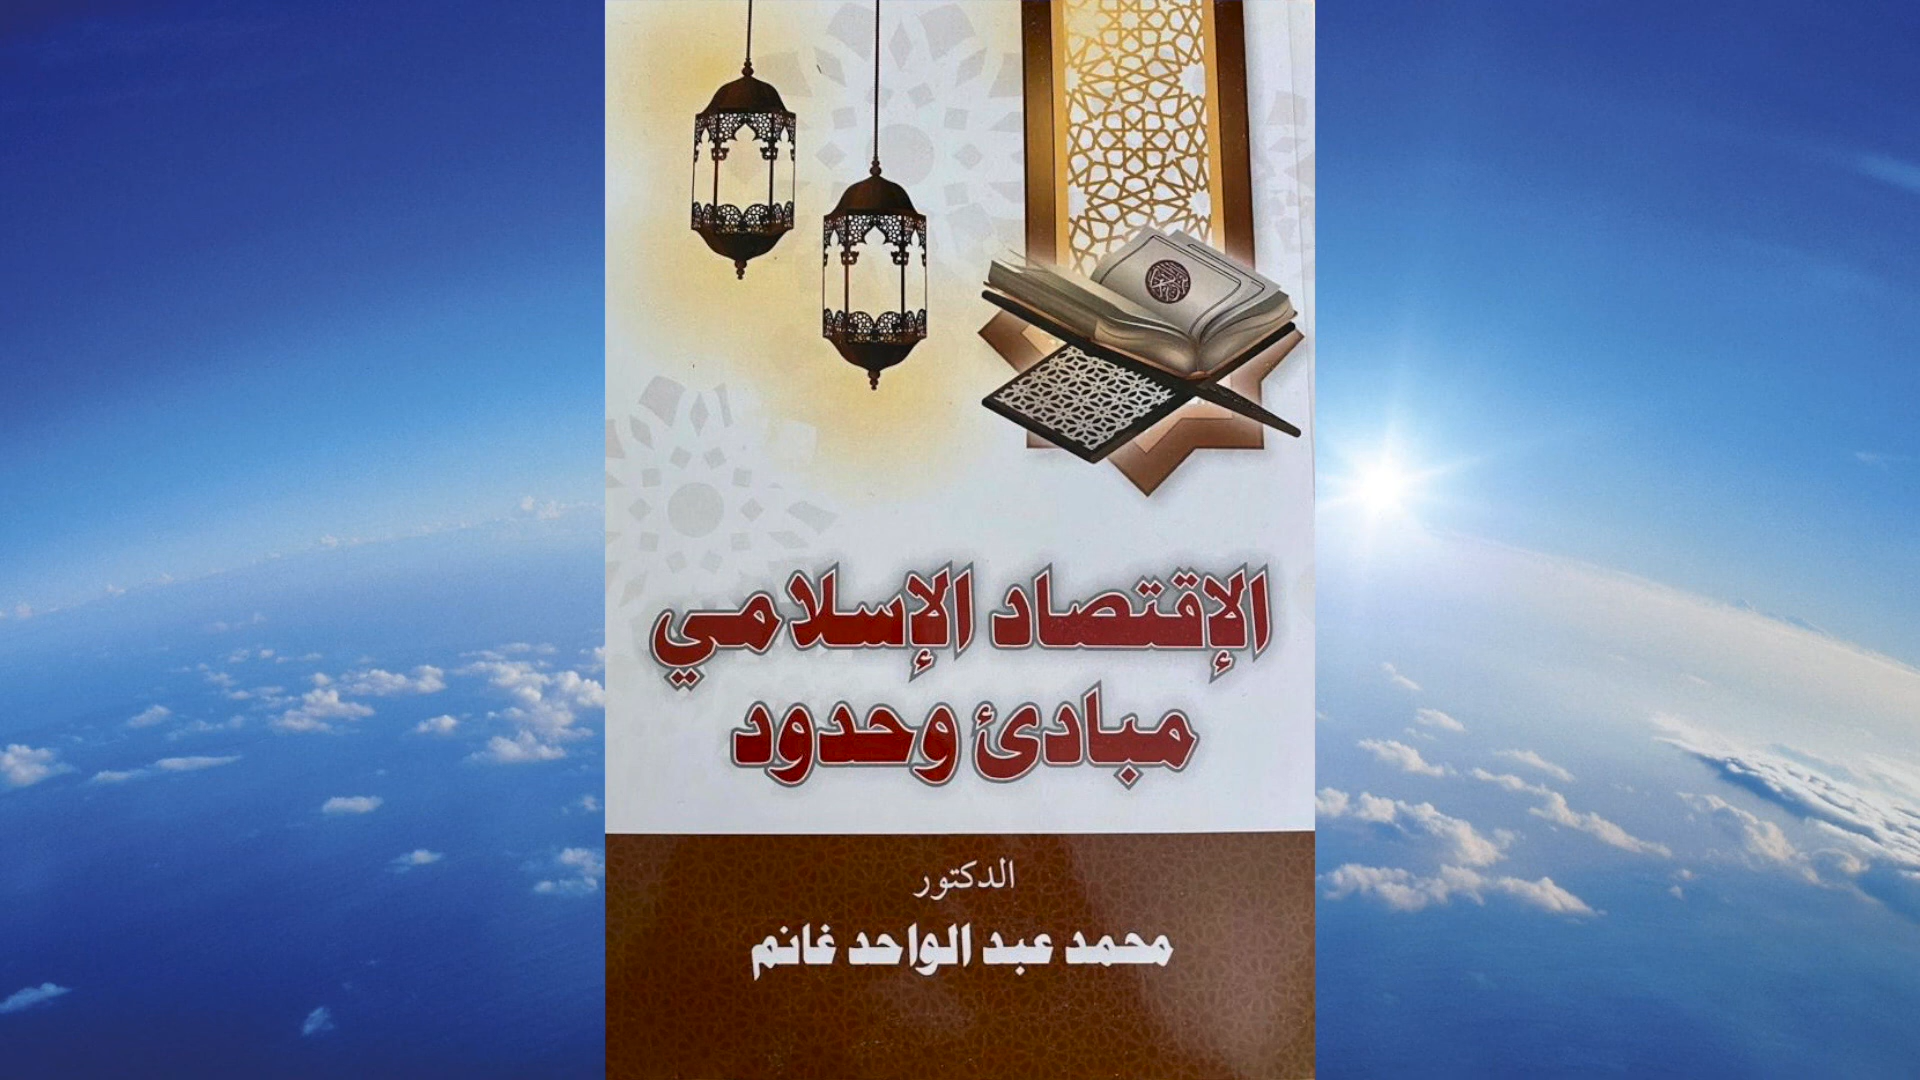 الإقتصاد الإسلامي
مبادئ وحدود
الدكتور
محمد عبد الواحد غانم